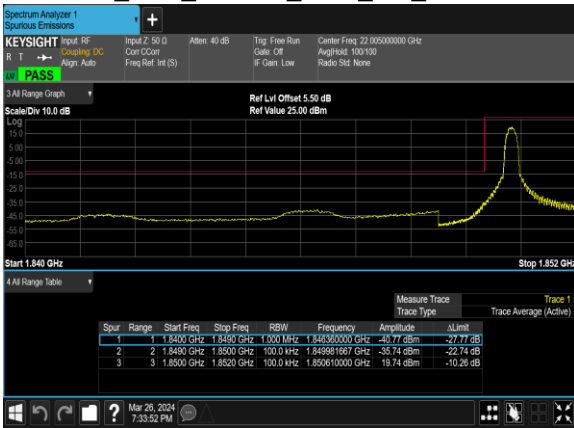 Spectrum Analyzer 1
Spurious Emissions
+
KEYSIGHT Input: RF Input Z: 50 Ω Atten: 40 dB Trig: Free Run Center Freq: 22.005000000 GHz
R T Coupling: DC Corr CCorr Gate: Off Avg|Hold: 100/100
Align: Auto Freq Ref: Int (S) IF Gain: Low Radio Std: None
PASS
3 All Range Graph
Ref Lvl Offset 5.50 dB
Scale/Div 10.0 dB Ref Value 25.00 dBm
Log
15.0
5.00
-5.00
-15.0
-25.0
-35.0
-45.0
-55.0
-65.0
Start 1.840 GHz Stop 1.852 GHz
4 All Range Table
Measure Trace Trace 1
Trace Type Trace Average (Active)
Spur Range Start Freq Stop Freq RBW Frequency Amplitude ΔLimit
1 1 1.8400 GHz 1.8490 GHz 1.000 MHz 1.846360000 GHz -40.77 dBm -27.77 dB
2 2 1.8490 GHz 1.8500 GHz 100.0 kHz 1.849981667 GHz -35.74 dBm -22.74 dB
3 3 1.8500 GHz 1.8520 GHz 100.0 kHz 1.850610000 GHz 19.74 dBm -10.26 dB
? Mar 26, 2024
7:33:52 PM